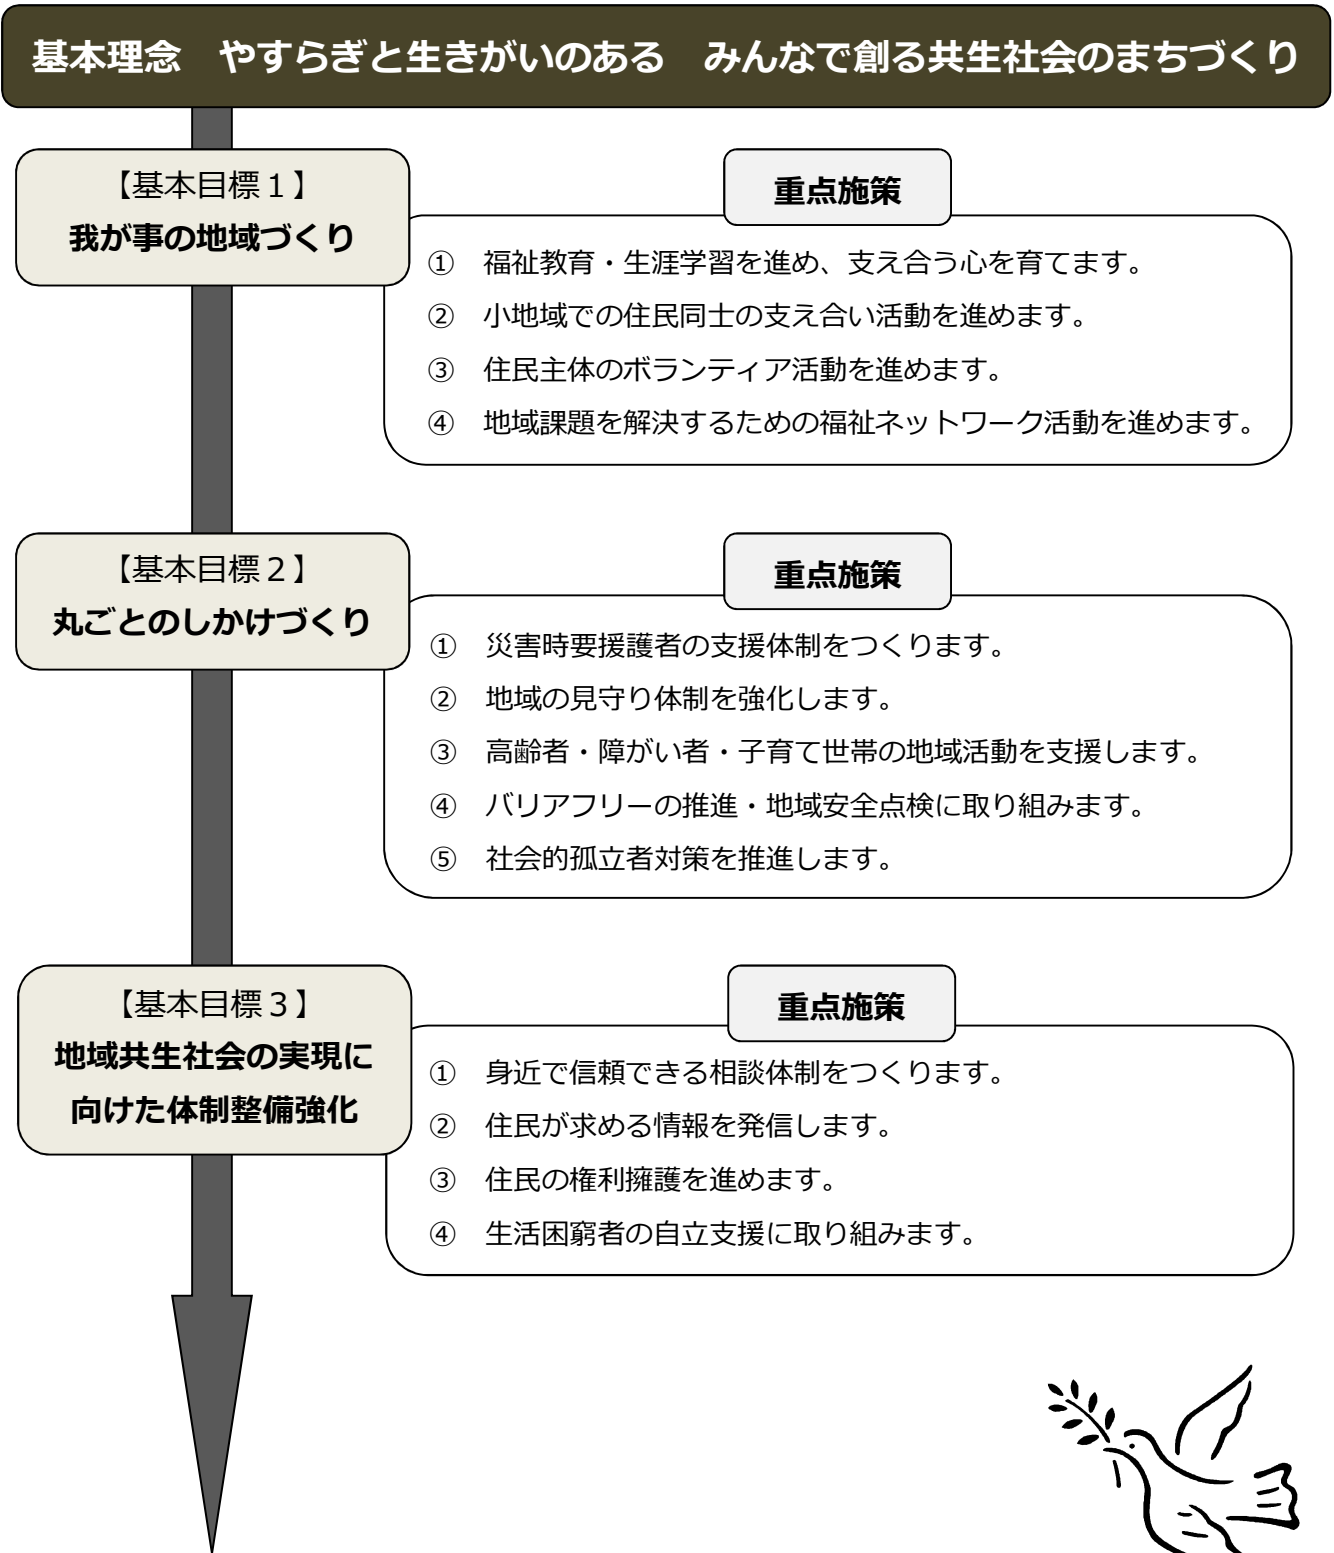 基本理念　やすらぎと生きがいのある　みんなで創る共生社会のまちづくり
【基本目標１】
我が事の地域づくり
重点施策
①　福祉教育・生涯学習を進め、支え合う心を育てます。
②　小地域での住民同士の支え合い活動を進めます。
③　住民主体のボランティア活動を進めます。
④　地域課題を解決するための福祉ネットワーク活動を進めます。
【基本目標２】
丸ごとのしかけづくり
重点施策
①　災害時要援護者の支援体制をつくります。
②　地域の見守り体制を強化します。
③　高齢者・障がい者・子育て世帯の地域活動を支援します。
④　バリアフリーの推進・地域安全点検に取り組みます。
⑤　社会的孤立者対策を推進します。
【基本目標３】
地域共生社会の実現に
向けた体制整備強化
重点施策
①　身近で信頼できる相談体制をつくります。
②　住民が求める情報を発信します。
③　住民の権利擁護を進めます。
④　生活困窮者の自立支援に取り組みます。